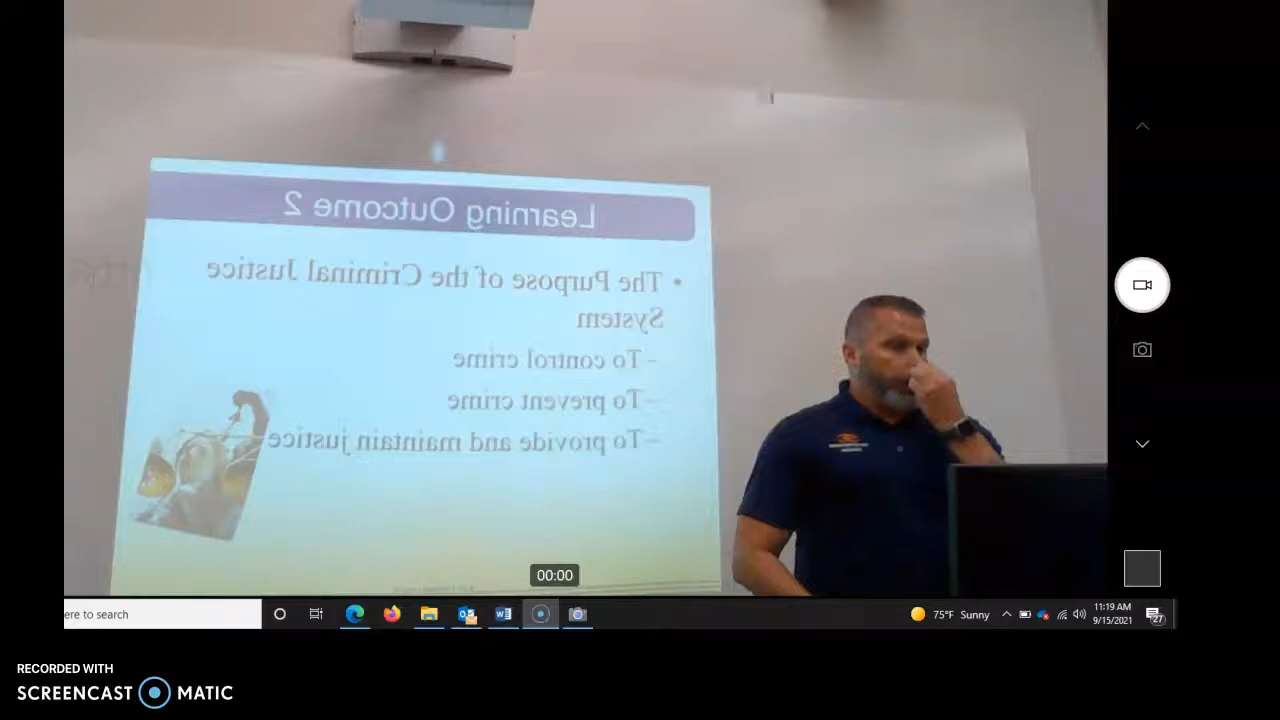 Learning Outcome 2
• The Purpose of the Criminal Justice
System
– To control crime
– To prevent crime
– To provide and maintain justice
00:00
ere to search
75°F Sunny
11:19 AM
9/15/2021
27
RECORDED WITH
SCREENCAST MATIC